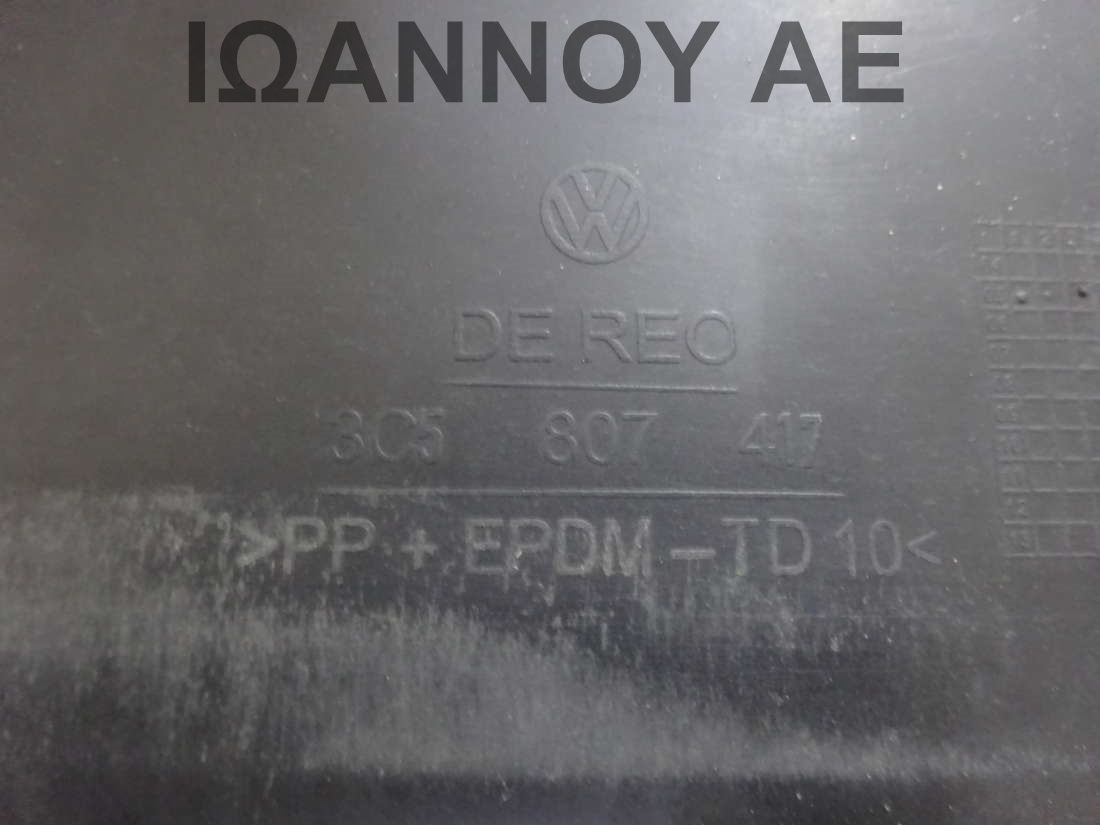 ΙΩΑΝΝΟΥ ΑΕ
DE REO
3C5 807 417
>PP + EPDM - TD 10<